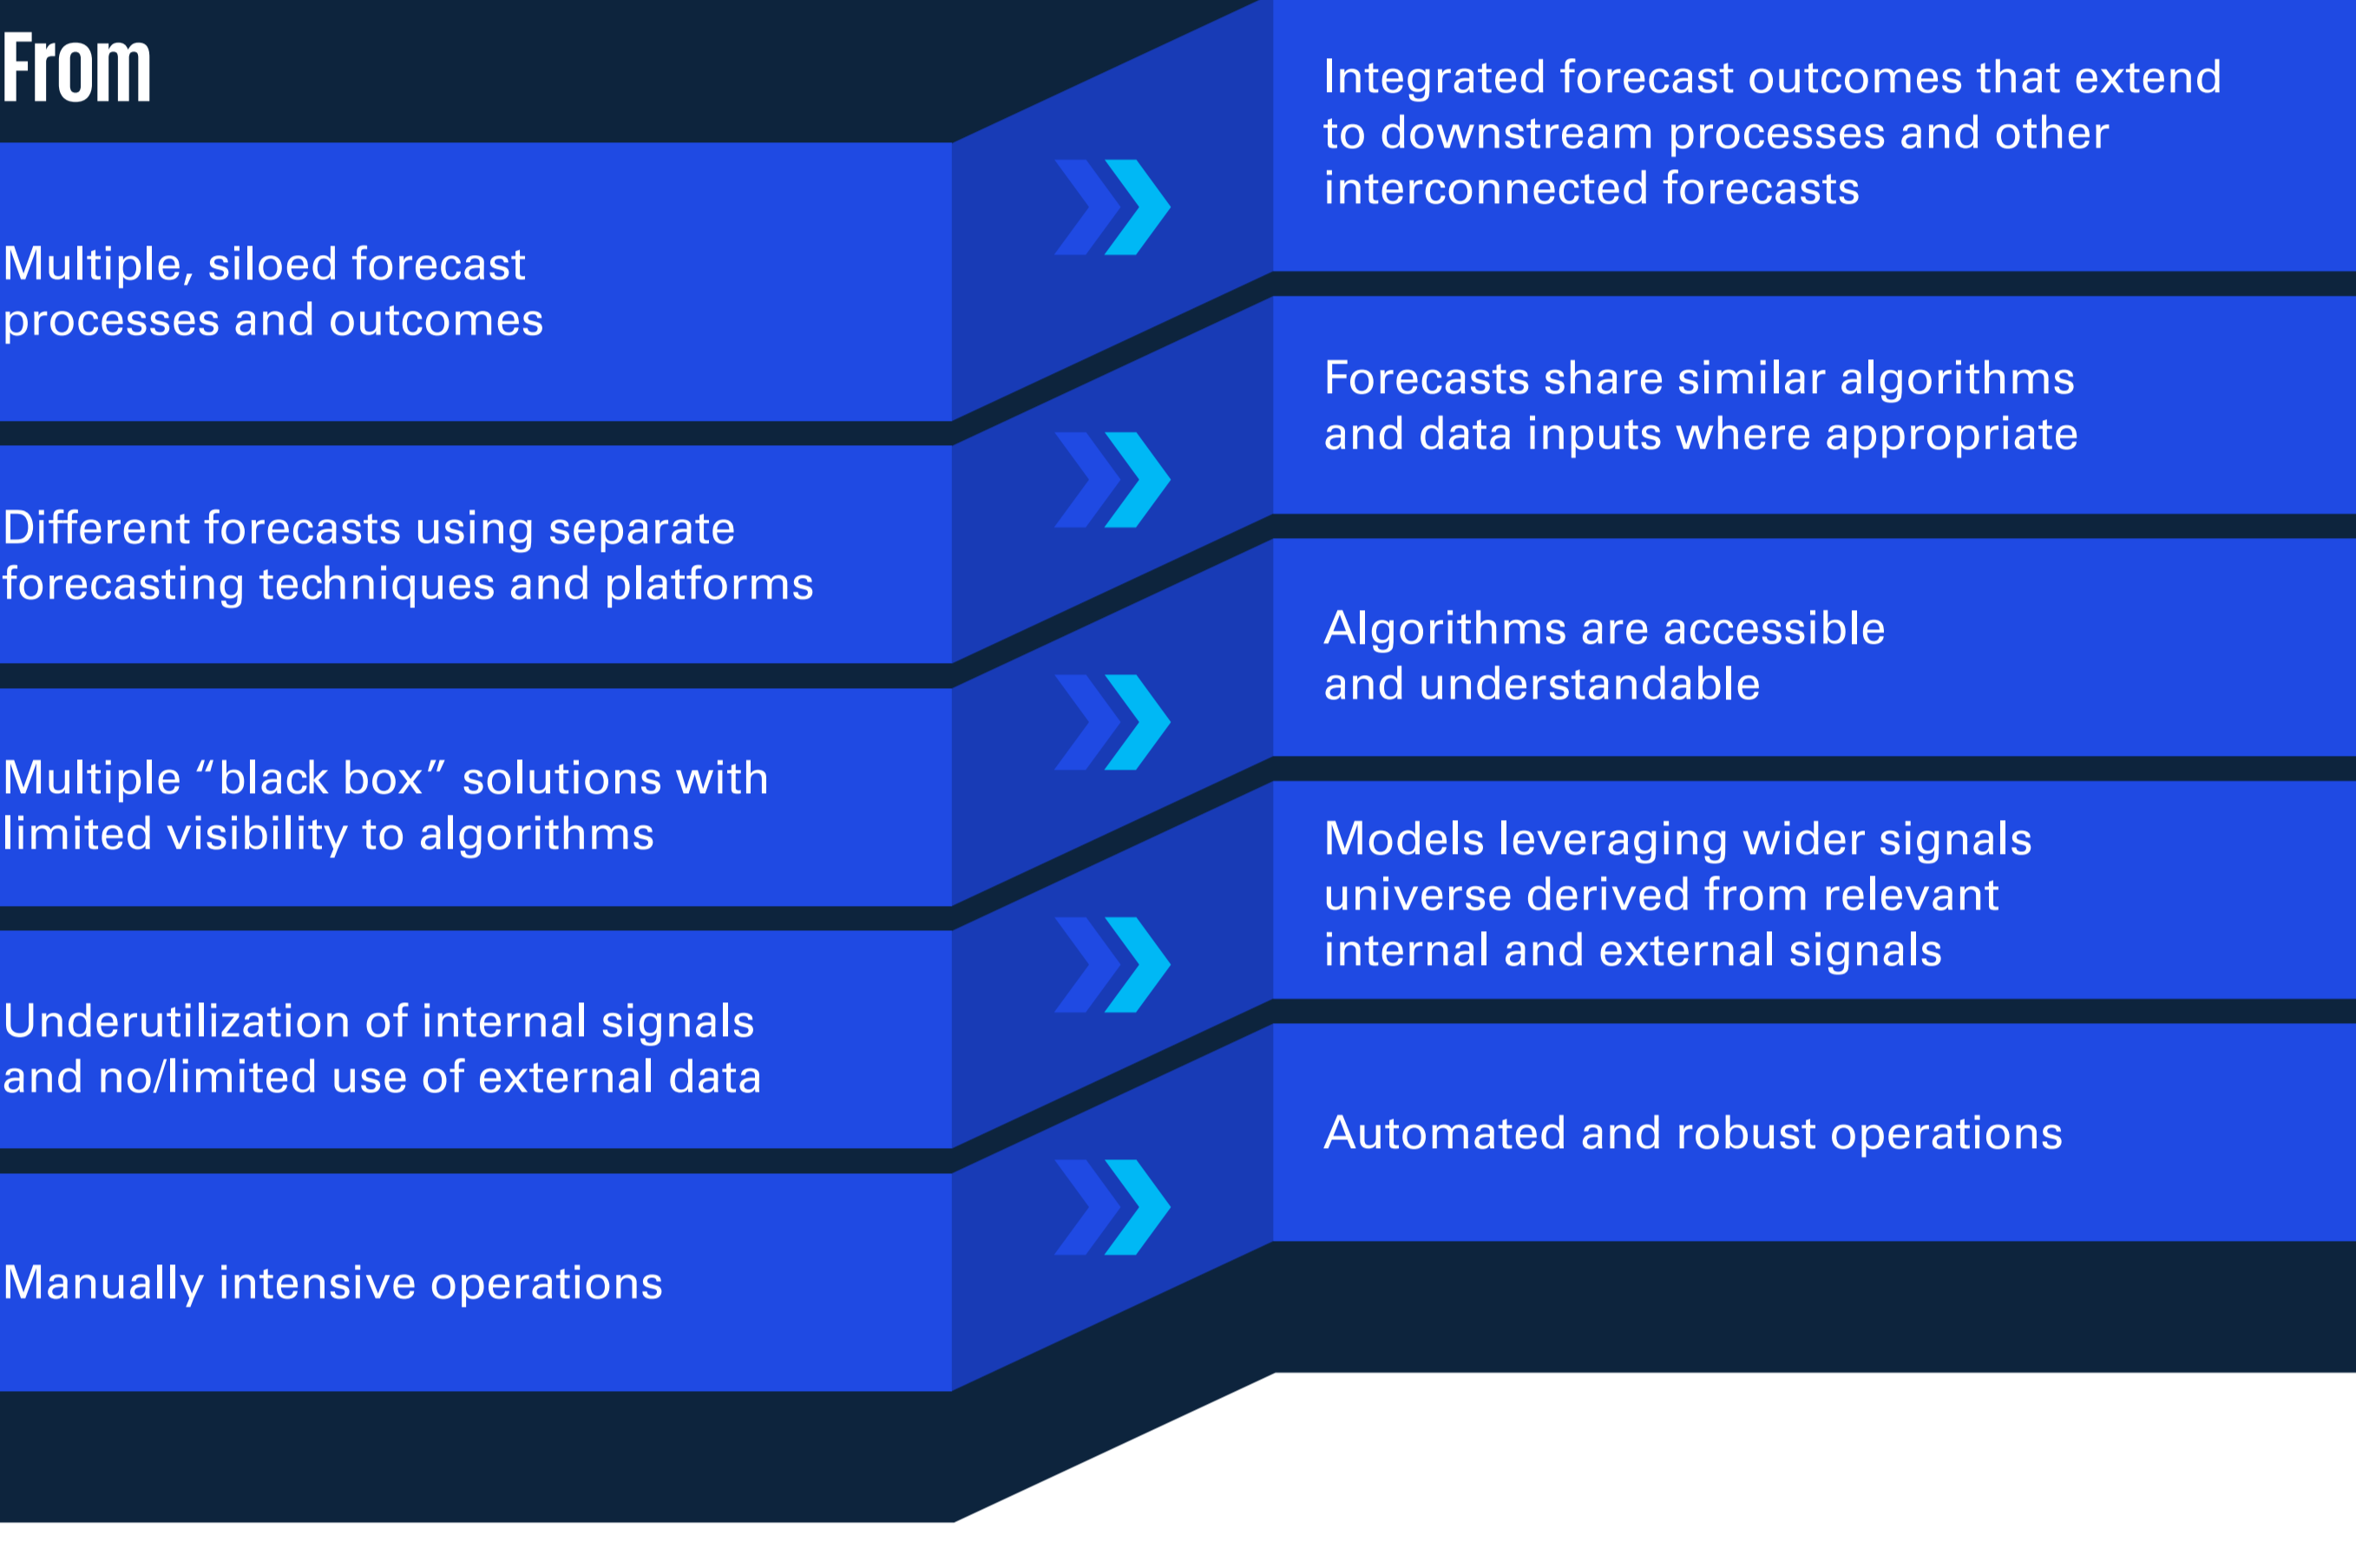 From
Multiple, siloed forecast
processes and outcomes
Integrated forecast outcomes that extend
to downstream processes and other
interconnected forecasts
Different forecasts using separate
forecasting techniques and platforms
Forecasts share similar algorithms
and data inputs where appropriate
Multiple “black box” solutions with
limited visibility to algorithms
Algorithms are accessible
and understandable
Underutilization of internal signals
and no/limited use of external data
Models leveraging wider signals
universe derived from relevant
internal and external signals
Manually intensive operations
Automated and robust operations